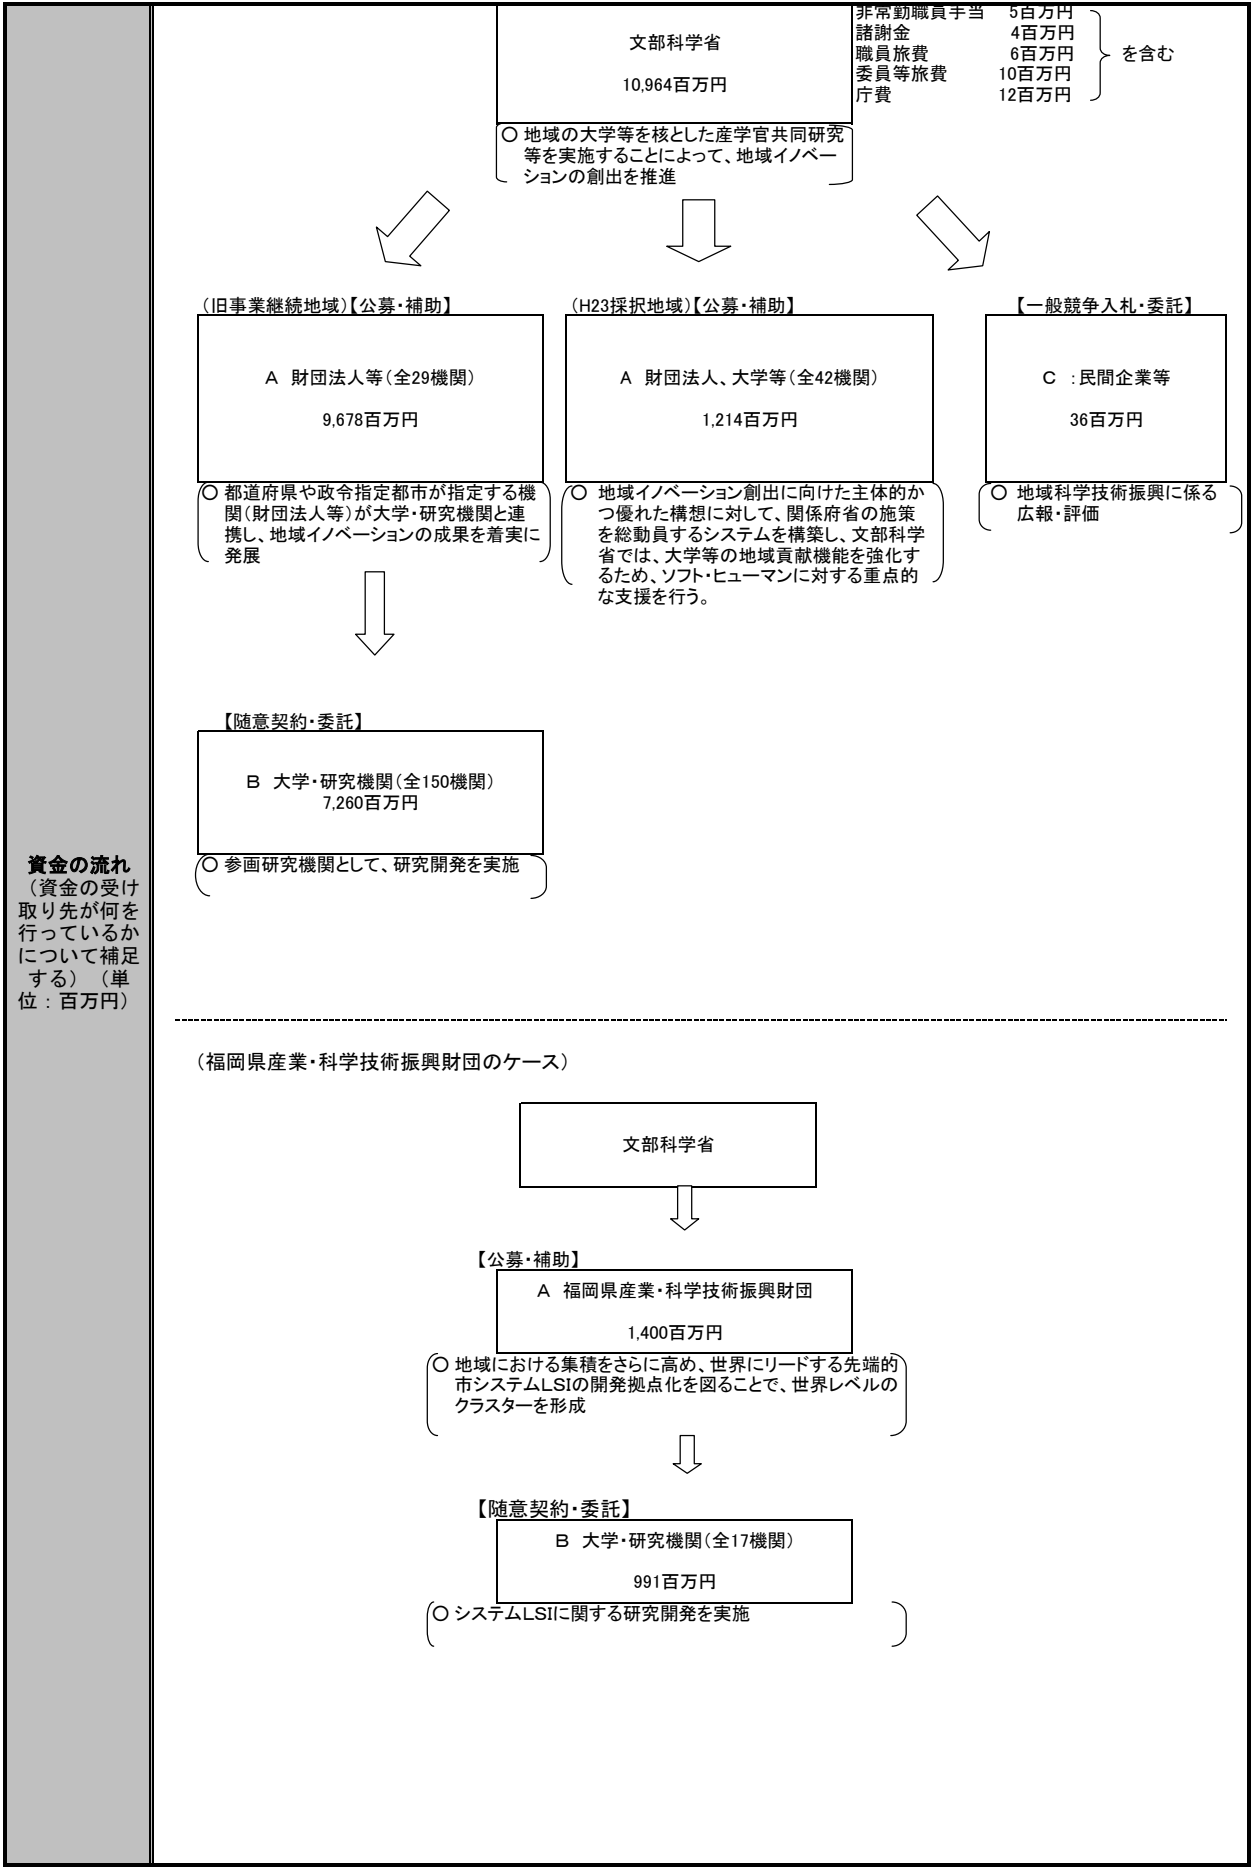 非常勤職員手当 5百万円
諸謝金 4百万円
職員旅費 6百万円
委員等旅費 10百万円
庁費 12百万円
を含む
文部科学省
10,964百万円
○ 地域の大学等を核とした産学官共同研究
等を実施することによって、地域イノベー
ションの創出を推進
(旧事業継続地域)【公募・補助】
A 財団法人等(全29機関)
9,678百万円
○ 都道府県や政令指定都市が指定する機
関(財団法人等)が大学・研究機関と連
携し、地域イノベーションの成果を着実に
発展
(H23採択地域)【公募・補助】
A 財団法人、大学等(全42機関)
1,214百万円
○ 地域イノベーション創出に向けた主体的か
つ優れた構想に対して、関係府省の施策
を総動員するシステムを構築し、文部科学
省では、大学等の地域貢献機能を強化す
るため、ソフト・ヒューマンに対する重点的
な支援を行う。
【一般競争入札・委託】
C :民間企業等
36百万円
○ 地域科学技術振興に係る
広報・評価
【随意契約・委託】
B 大学・研究機関(全150機関)
7,260百万円
○ 参画研究機関として、研究開発を実施
資金の流れ
(資金の受け
取り先が何を
行っているか
について補足
する) (単
位:百万円)
(福岡県産業・科学技術振興財団のケース)
文部科学省
【公募・補助】
A 福岡県産業・科学技術振興財団
1,400百万円
○ 地域における集積をさらに高め、世界にリードする先端的
市システムLSIの開発拠点化を図ることで、世界レベルの
クラスターを形成
【随意契約・委託】
B 大学・研究機関(全17機関)
991百万円
○ システムLSIに関する研究開発を実施